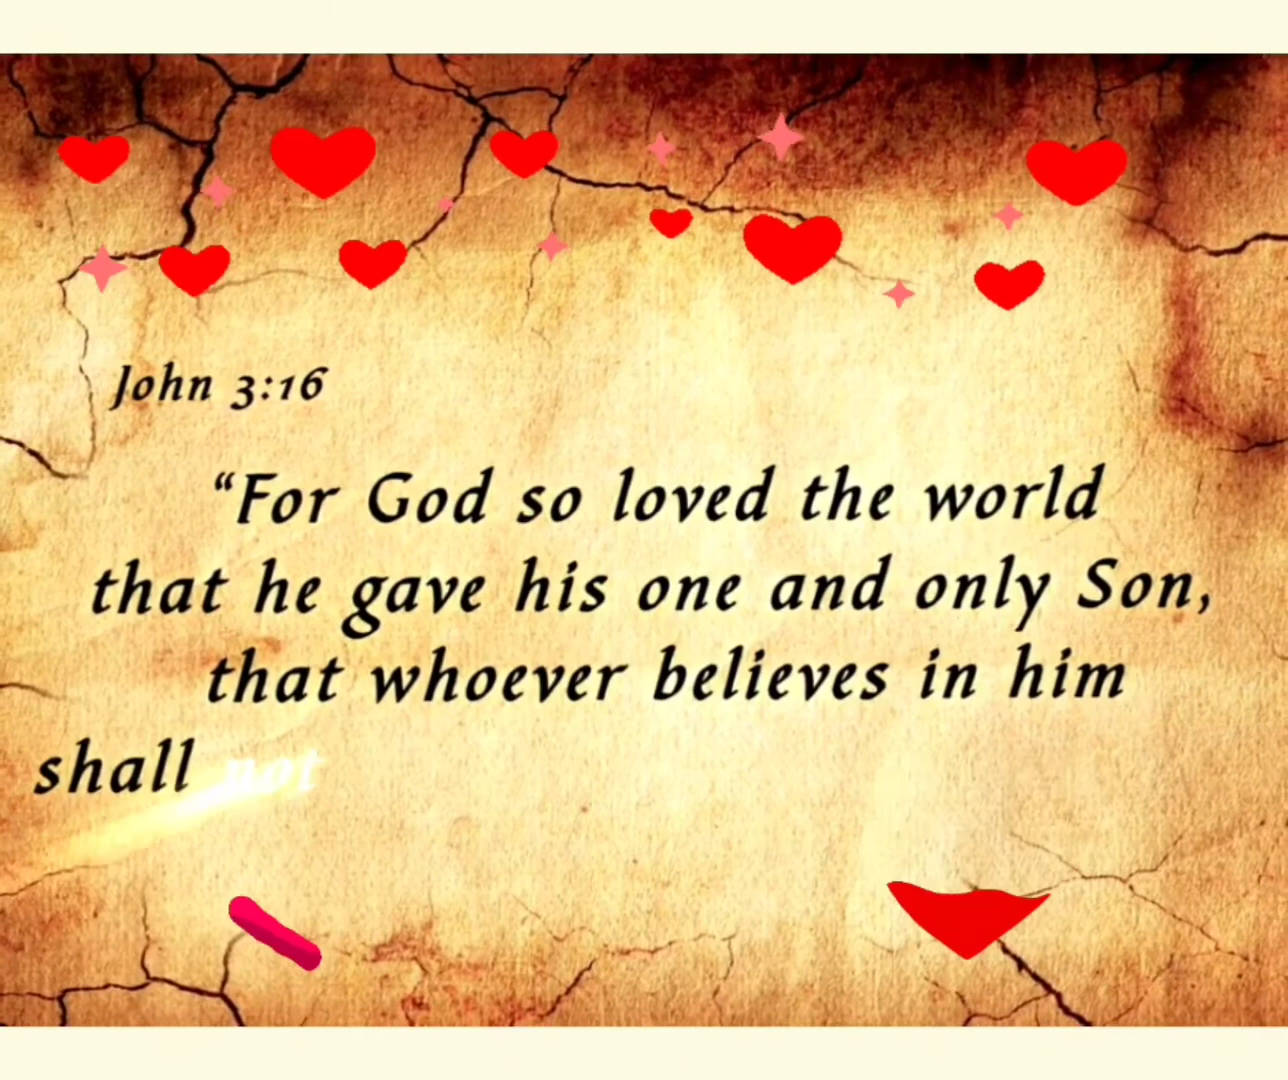 John 3:16
“For God so loved the world
that he gave his one and only Son,
that whoever believes in him
shall not